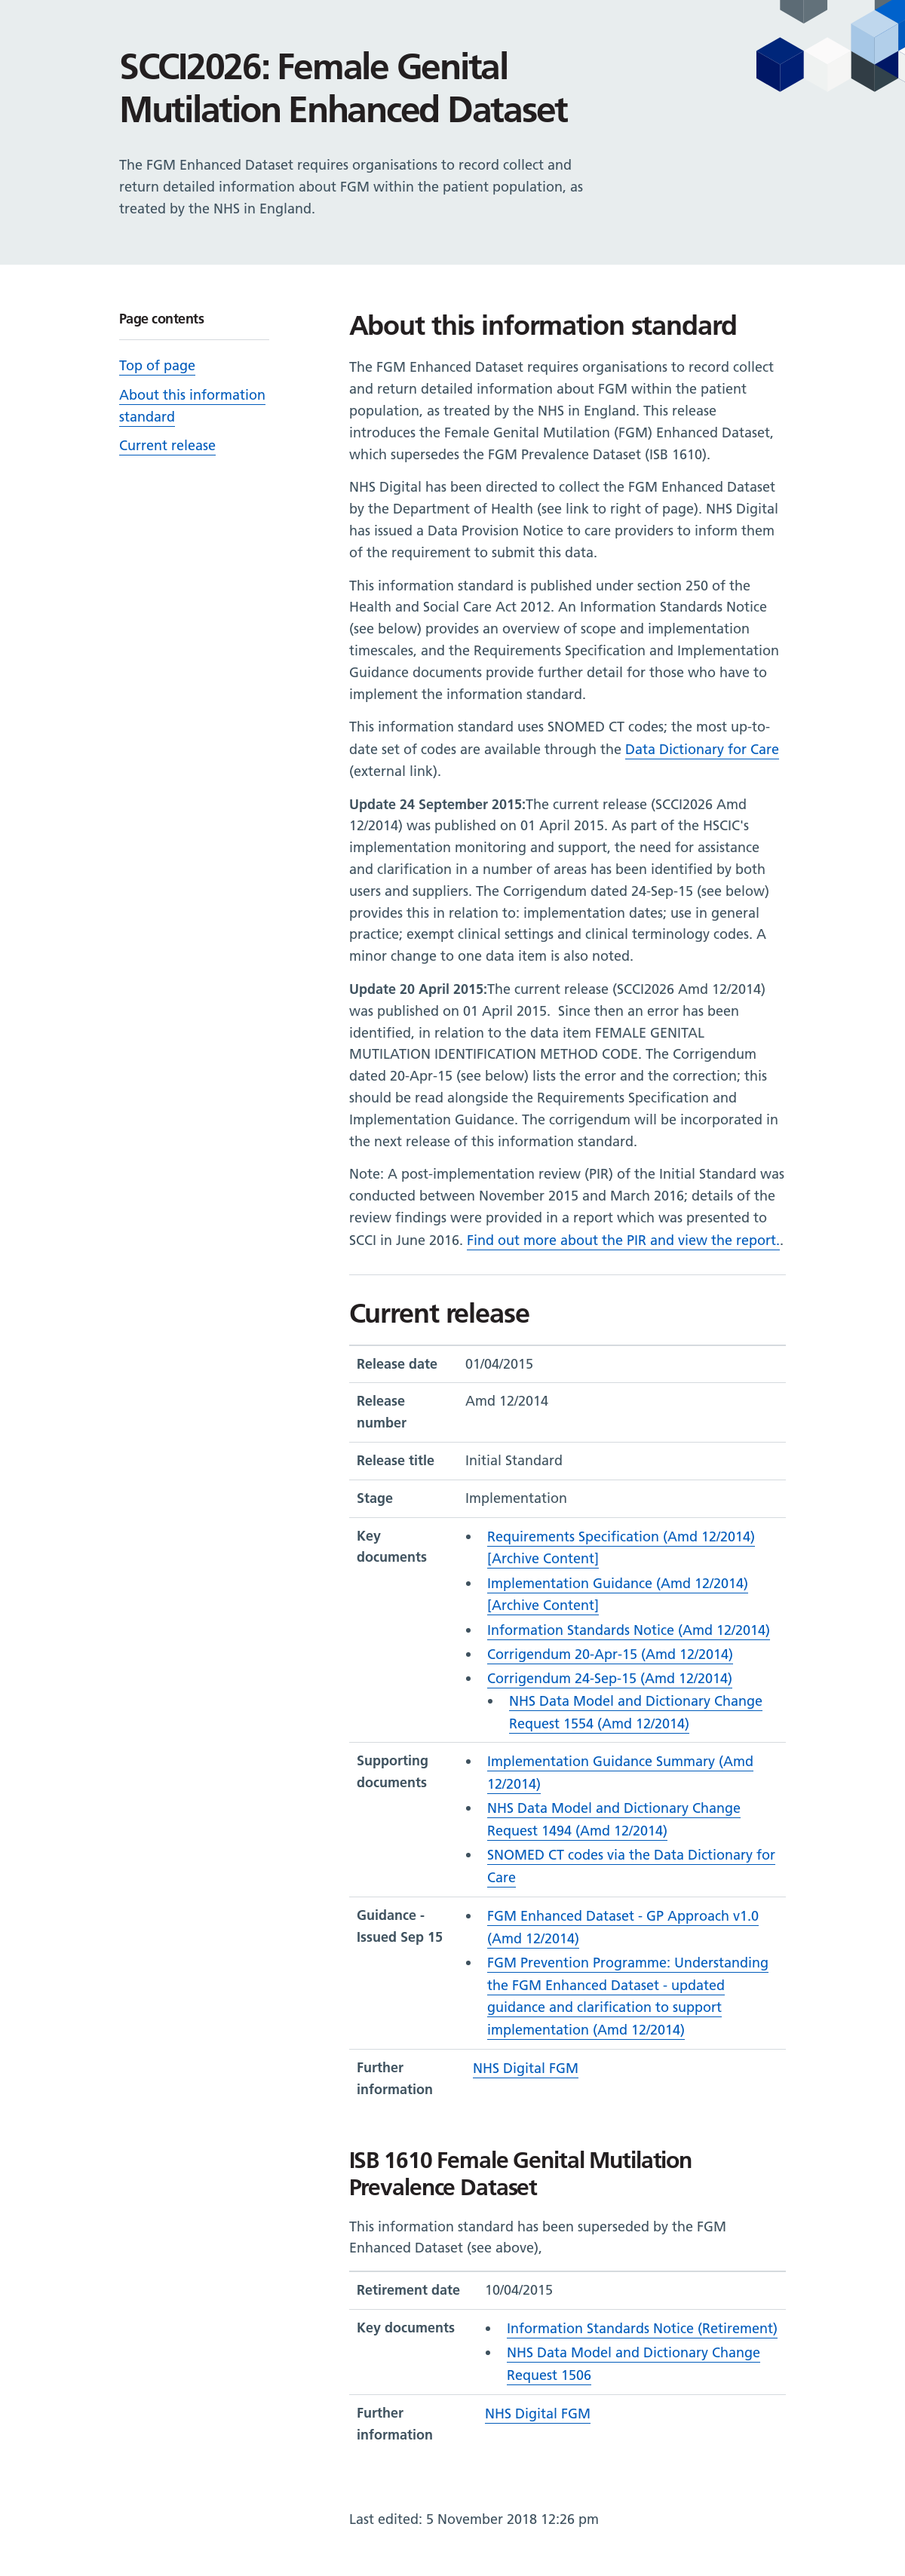 SCCI2026: Female Genital
Mutilation Enhanced Dataset
The FGM Enhanced Dataset requires organisations to record collect and
return detailed information about FGM within the patient population, as
treated by the NHS in England.
Page contents
Top of page
About this information
standard
Current release
About this information standard
The FGM Enhanced Dataset requires organisations to record collect
and return detailed information about FGM within the patient
population, as treated by the NHS in England. This release
introduces the Female Genital Mutilation (FGM) Enhanced Dataset,
which supersedes the FGM Prevalence Dataset (ISB 1610).
NHS Digital has been directed to collect the FGM Enhanced Dataset
by the Department of Health (see link to right of page). NHS Digital
has issued a Data Provision Notice to care providers to inform them
of the requirement to submit this data.
This information standard is published under section 250 of the
Health and Social Care Act 2012. An Information Standards Notice
(see below) provides an overview of scope and implementation
timescales, and the Requirements Specification and Implementation
Guidance documents provide further detail for those who have to
implement the information standard.
This information standard uses SNOMED CT codes; the most up-to-
date set of codes are available through the Data Dictionary for Care
(external link).
Update 24 September 2015:The current release (SCCI2026 Amd
12/2014) was published on 01 April 2015. As part of the HSCIC's
implementation monitoring and support, the need for assistance
and clarification in a number of areas has been identified by both
users and suppliers. The Corrigendum dated 24-Sep-15 (see below)
provides this in relation to: implementation dates; use in general
practice; exempt clinical settings and clinical terminology codes. A
minor change to one data item is also noted.
Update 20 April 2015:The current release (SCCI2026 Amd 12/2014)
was published on 01 April 2015.  Since then an error has been
identified, in relation to the data item FEMALE GENITAL
MUTILATION IDENTIFICATION METHOD CODE. The Corrigendum
dated 20-Apr-15 (see below) lists the error and the correction; this
should be read alongside the Requirements Specification and
Implementation Guidance. The corrigendum will be incorporated in
the next release of this information standard.
Note: A post-implementation review (PIR) of the Initial Standard was
conducted between November 2015 and March 2016; details of the
review findings were provided in a report which was presented to
SCCI in June 2016. Find out more about the PIR and view the report..
Current release
Release date 01/04/2015
Release
number
Amd 12/2014
Release title Initial Standard
Stage Implementation
Key
documents
• Requirements Specification (Amd 12/2014)
[Archive Content]
• Implementation Guidance (Amd 12/2014)
[Archive Content]
• Information Standards Notice (Amd 12/2014)
• Corrigendum 20-Apr-15 (Amd 12/2014)
• Corrigendum 24-Sep-15 (Amd 12/2014)
• NHS Data Model and Dictionary Change
Request 1554 (Amd 12/2014)
Supporting
documents
• Implementation Guidance Summary (Amd
12/2014)
• NHS Data Model and Dictionary Change
Request 1494 (Amd 12/2014)
• SNOMED CT codes via the Data Dictionary for
Care
Guidance -
Issued Sep 15
• FGM Enhanced Dataset - GP Approach v1.0
(Amd 12/2014)
• FGM Prevention Programme: Understanding
the FGM Enhanced Dataset - updated
guidance and clarification to support
implementation (Amd 12/2014)
Further
information
NHS Digital FGM
ISB 1610 Female Genital Mutilation
Prevalence Dataset
This information standard has been superseded by the FGM
Enhanced Dataset (see above),
Retirement date 10/04/2015
Key documents
• Information Standards Notice (Retirement)
• NHS Data Model and Dictionary Change
Request 1506
Further
information
NHS Digital FGM
Last edited: 5 November 2018 12:26 pm